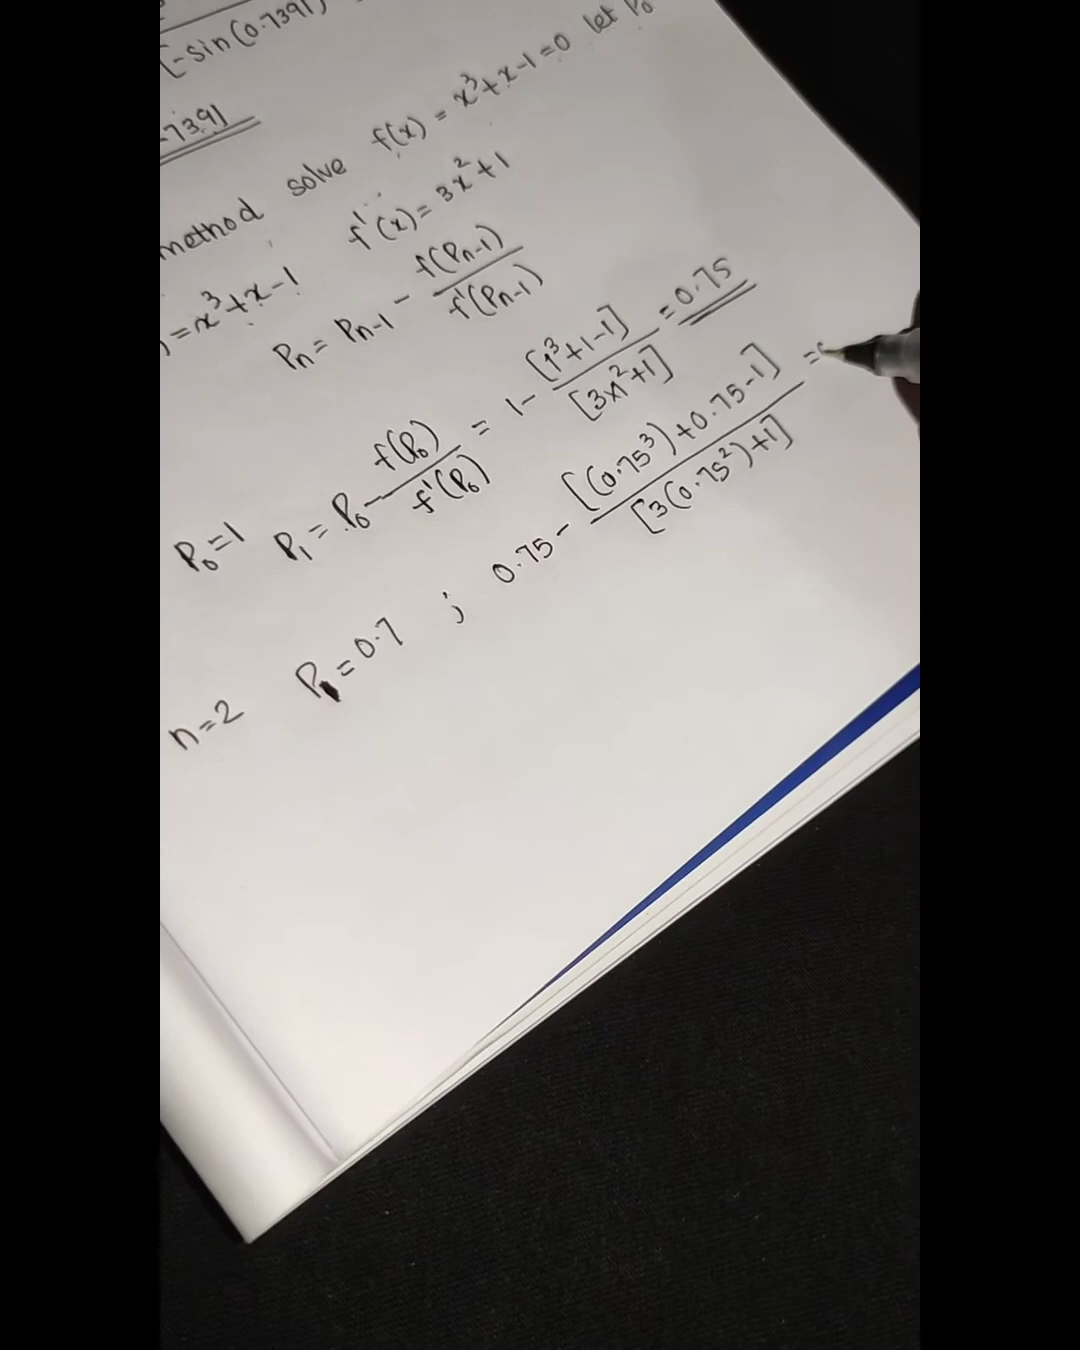 [-sin(0.7391)
.7391
method solve f(x) = x³+x-1=0 let P₀
) = x³+x-1 f'(x) = 3x²+1
Pn = Pn-1 - f(Pn-1) / f'(Pn-1)
P₀=1 P₁ = P₀ - f(P₀) / f'(P₀) = 1 - [1³+1-1] / [3x1²+1] = 0.75
n=2 P₁=0.7 ; 0.75 - [(0.75³)+0.75-1] / [3(0.75²)+1] =